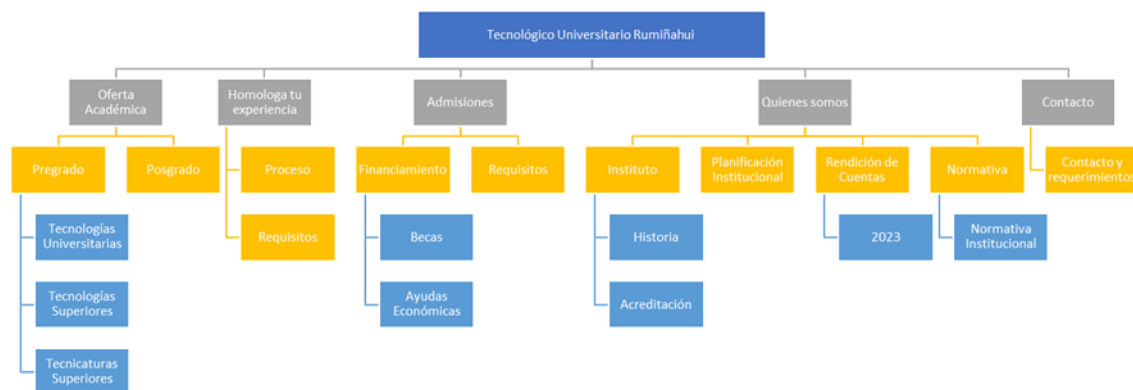 Tecnológico Universitario Rumiñahui
Oferta
Académica
Homologa tu
experiencia
Admisiones
Quienes somos
Contacto
Pregrado
Posgrado
Proceso
Financiamiento
Requisitos
Instituto
Planificación
Institucional
Rendición de
Cuentas
Normativa
Contacto y
requerimientos
Tecnologías
Universitarias
Requisitos
Becas
Historia
2023
Normativa
Institucional
Tecnologías
Superiores
Ayudas
Económicas
Acreditación
Tecnicaturas
Superiores